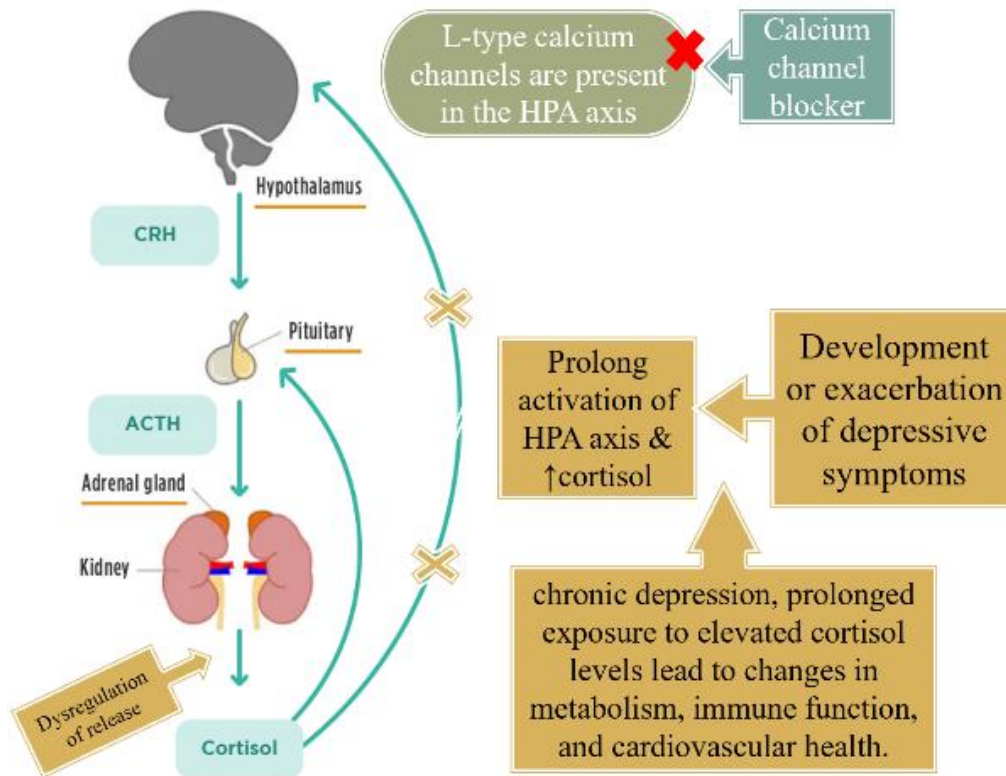 L-type calcium
channels are present
in the HPA axis
Calcium
channel
blocker
Hypothalamus
CRH
Pituitary
ACTH
Adrenal gland
Kidney
Dysregulation
of release
Cortisol
Prolong
activation of
HPA axis &
↑cortisol
Development
or exacerbation
of depressive
symptoms
chronic depression, prolonged
exposure to elevated cortisol
levels lead to changes in
metabolism, immune function,
and cardiovascular health.